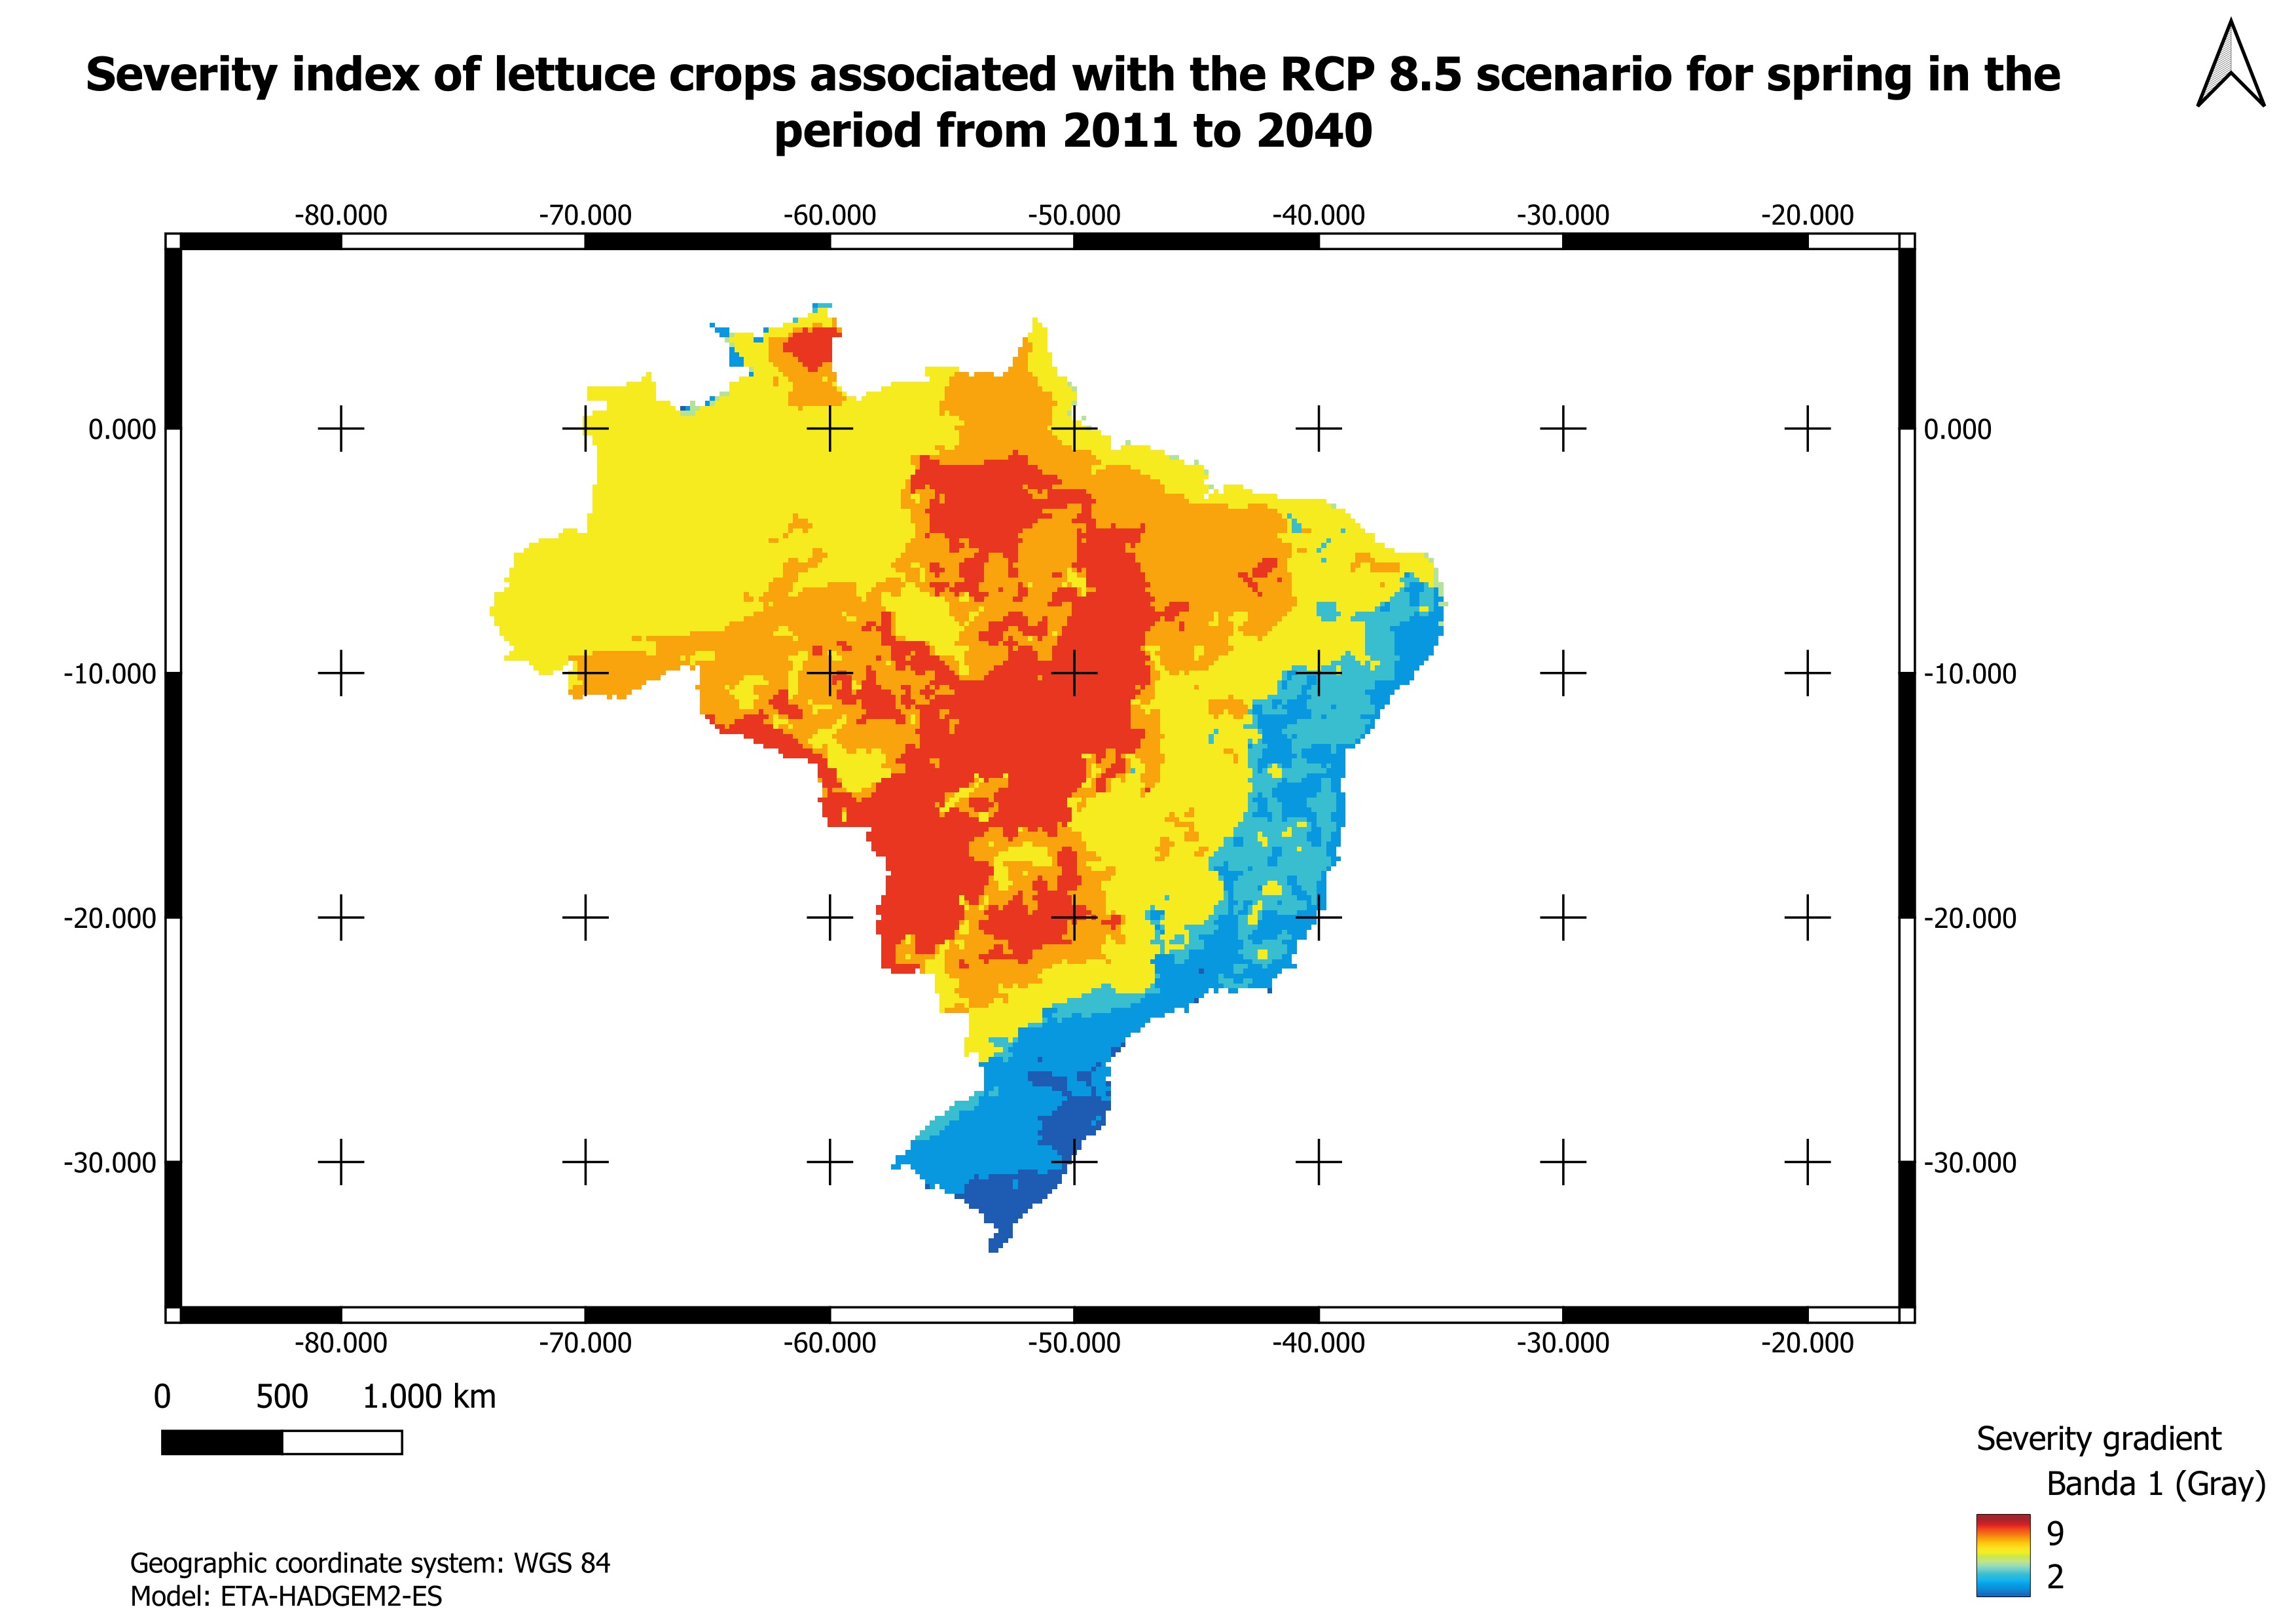 Severity index of lettuce crops associated with the RCP 8.5 scenario for spring in the
period from 2011 to 2040
-80.000 -70.000 -60.000 -50.000 -40.000 -30.000 -20.000
0.000 0.000
-10.000 -10.000
-20.000 -20.000
-30.000 -30.000
-80.000 -70.000 -60.000 -50.000 -40.000 -30.000 -20.000
0 500 1.000 km
Severity gradient
Banda 1 (Gray)
9
2
Geographic coordinate system: WGS 84
Model: ETA-HADGEM2-ES